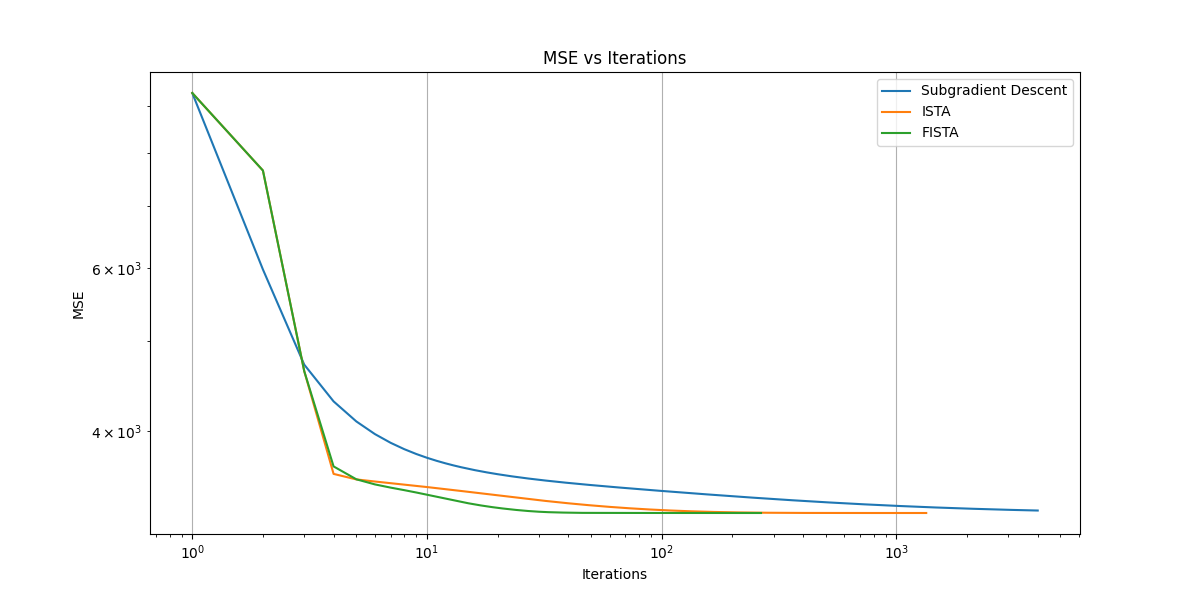 MSE vs Iterations
Subgradient Descent
ISTA
FISTA
6 × 10³
4 × 10³
MSE
10⁰ 10¹ 10² 10³
Iterations